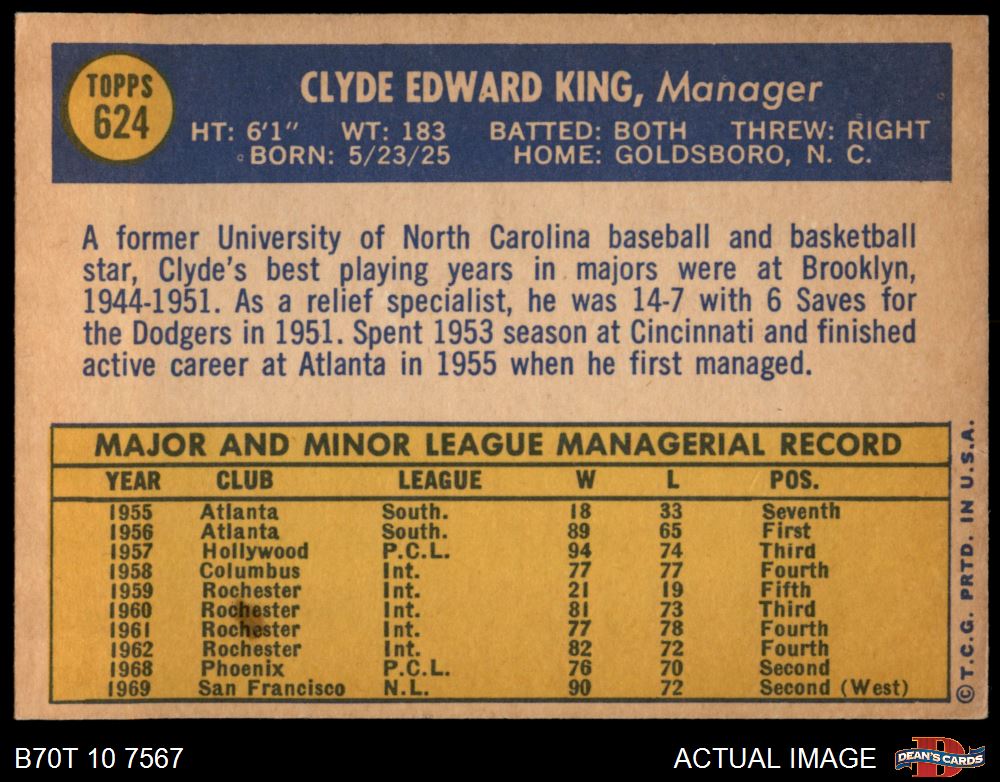 TOPPS
624
CLYDE EDWARD KING, Manager
HT: 6'1" WT: 183 BATTED: BOTH THREW: RIGHT
BORN: 5/23/25 HOME: GOLDSBORO, N. C.
A former University of North Carolina baseball and basketball
star, Clyde's best playing years in majors were at Brooklyn,
1944-1951. As a relief specialist, he was 14-7 with 6 Saves for
the Dodgers in 1951. Spent 1953 season at Cincinnati and finished
active career at Atlanta in 1955 when he first managed.
MAJOR AND MINOR LEAGUE MANAGERIAL RECORD
YEAR CLUB LEAGUE W L POS.
1955 Atlanta South. 18 33 Seventh
1956 Atlanta South. 89 65 First
1957 Hollywood P.C.L. 94 74 Third
1958 Columbus Int. 77 77 Fourth
1959 Rochester Int. 21 19 Fifth
1960 Rochester Int. 81 73 Third
1961 Rochester Int. 77 78 Fourth
1962 Rochester Int. 82 72 Fourth
1968 Phoenix P.C.L. 76 70 Second
1969 San Francisco N.L. 90 72 Second (West)
© T.C.G. PRTD. IN U.S.A.
B70T 10 7567
ACTUAL IMAGE
D
DEAN'S CARDS